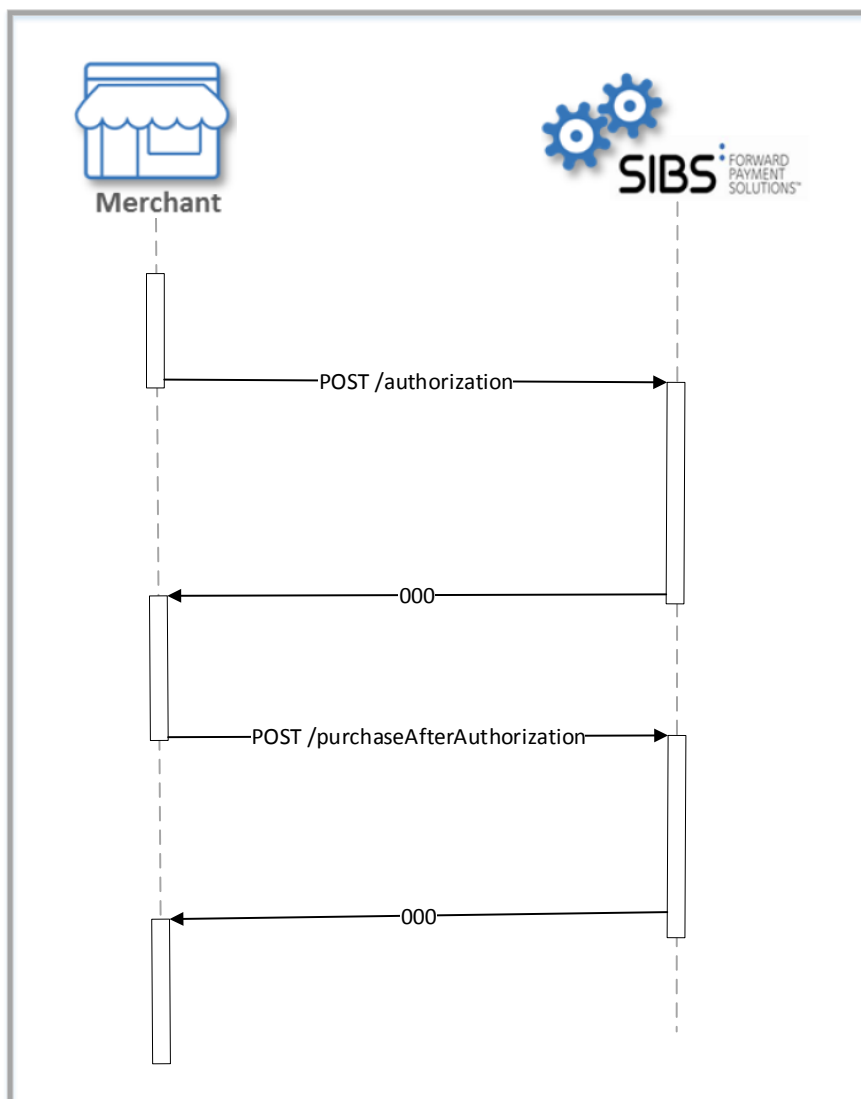 Merchant
SIBS FORWARD
PAYMENT
SOLUTIONS™
POST /authorization
000
POST /purchaseAfterAuthorization
000